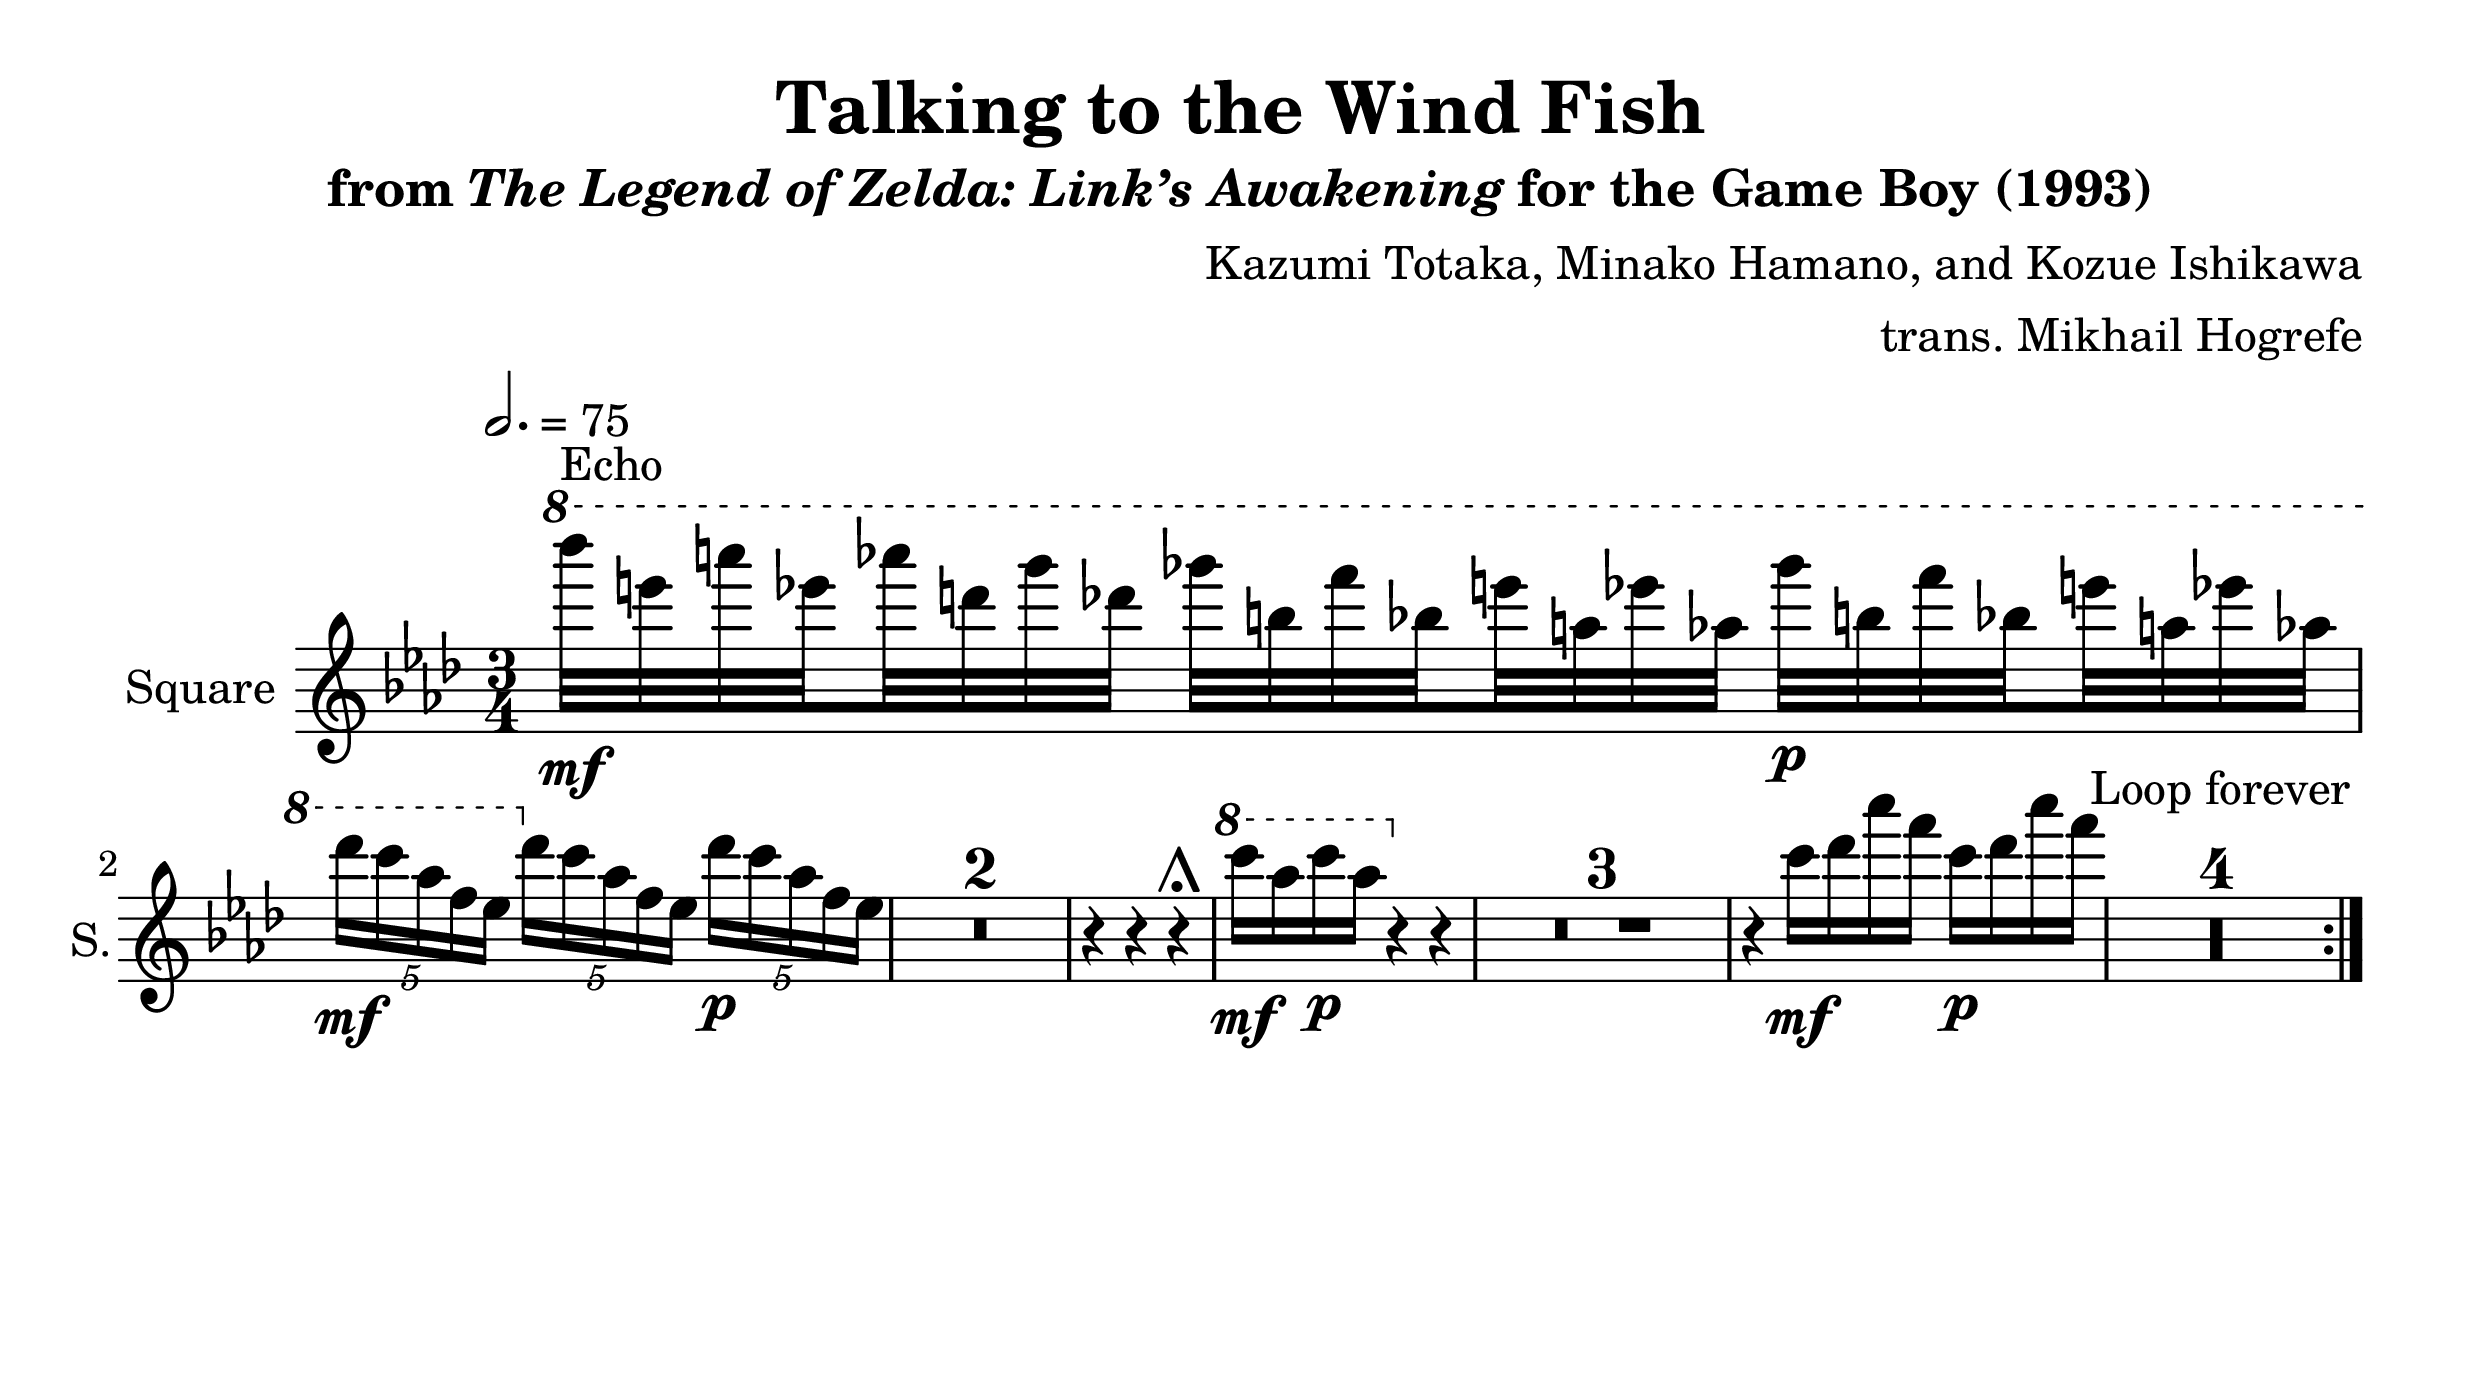 Talking to the Wind Fish
from The Legend of Zelda: Link’s Awakening for the Game Boy (1993)
Kazumi Totaka, Minako Hamano, and Kozue Ishikawa
trans. Mikhail Hogrefe
= 75
Echo
8
Square
3
4
mf
p
Loop forever
8
8
2
2
3
4
S.
5
5
5
mf
p
mf
p
mf
p